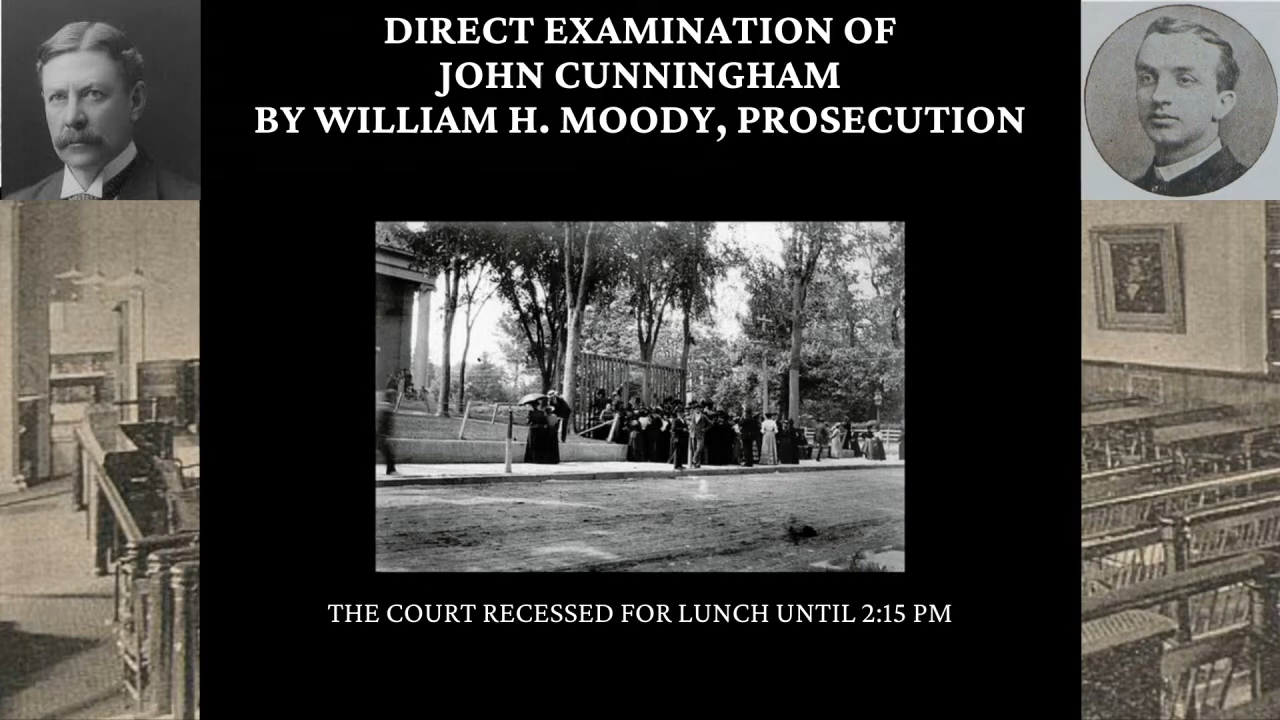 DIRECT EXAMINATION OF
JOHN CUNNINGHAM
BY WILLIAM H. MOODY, PROSECUTION
THE COURT RECESSED FOR LUNCH UNTIL 2:15 PM